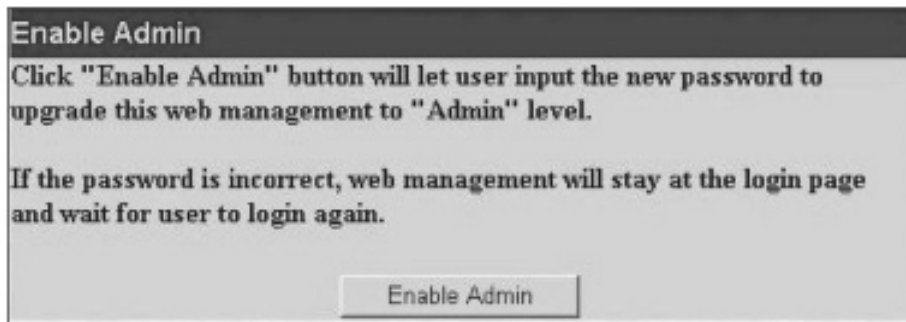 Enable Admin
Click "Enable Admin" button will let user input the new password to
upgrade this web management to "Admin" level.
If the password is incorrect, web management will stay at the login page
and wait for user to login again.
Enable Admin